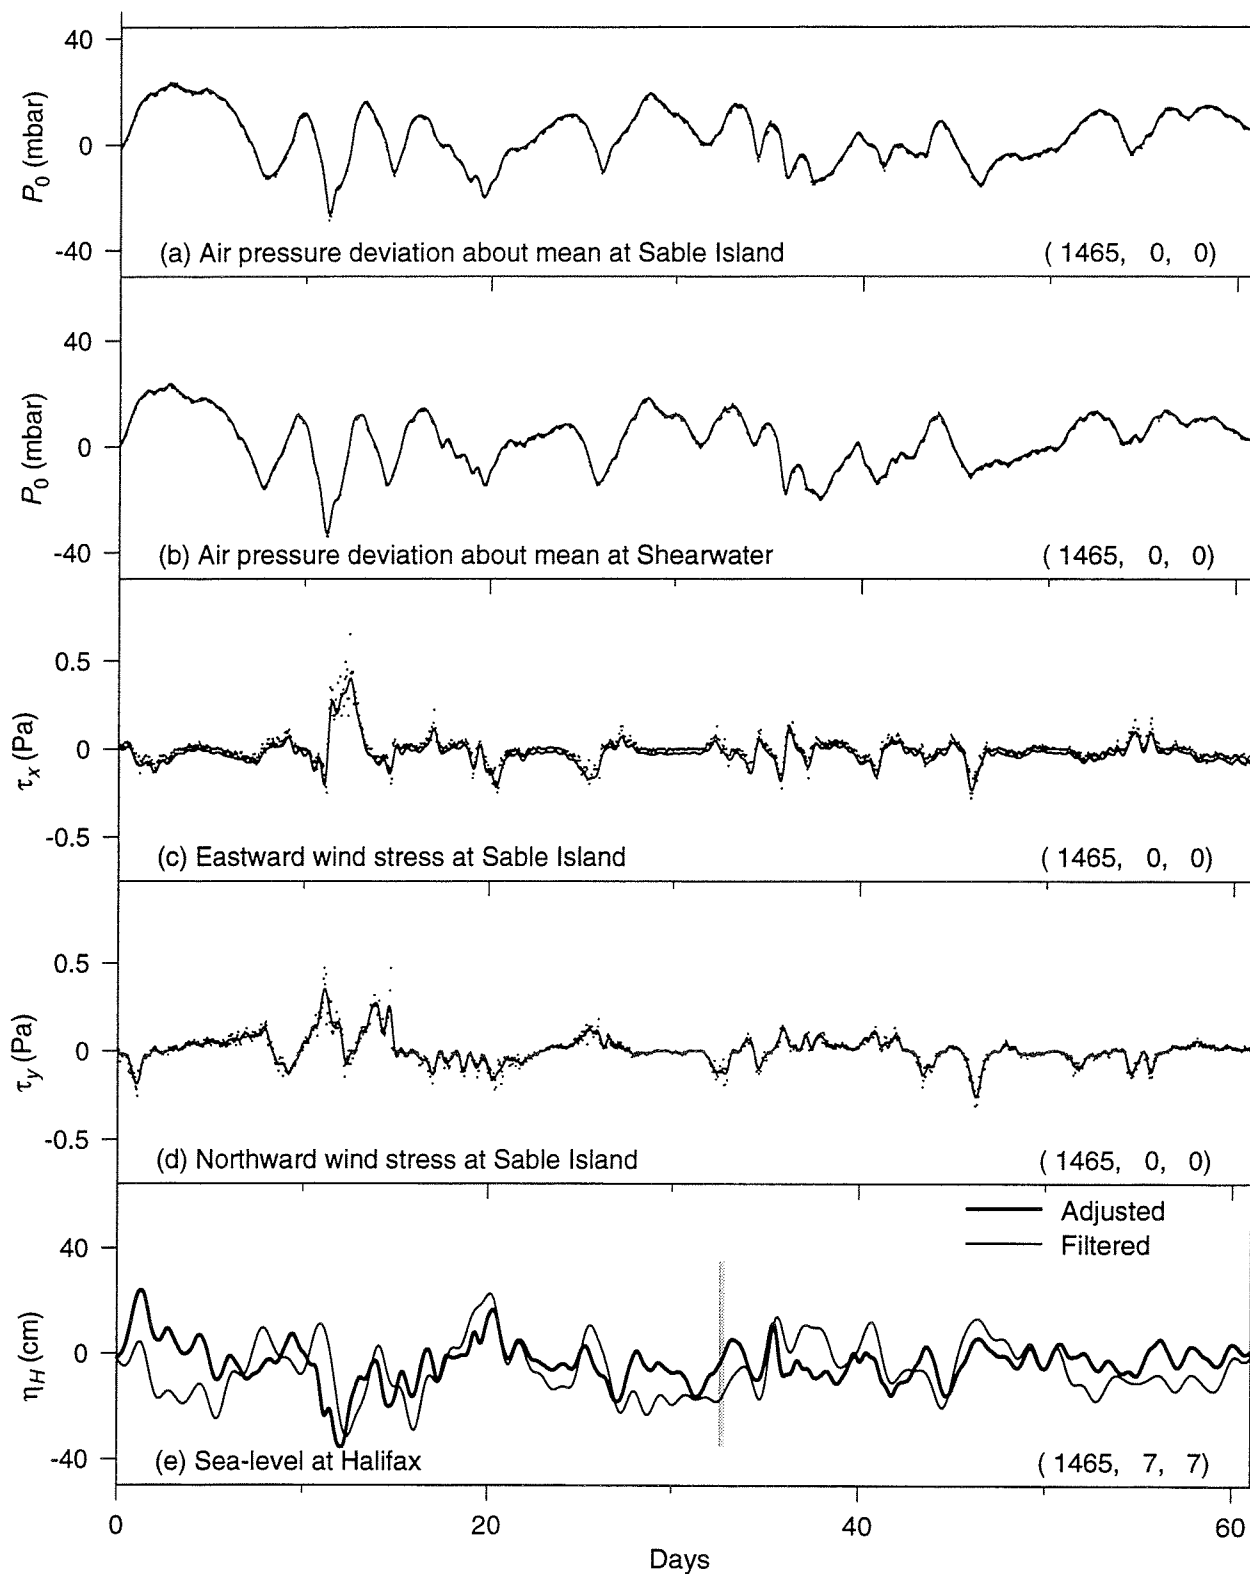 40
P₀ (mbar)
0
-40
(a) Air pressure deviation about mean at Sable Island
( 1465, 0, 0)
40
P₀ (mbar)
0
-40
(b) Air pressure deviation about mean at Shearwater
( 1465, 0, 0)
0.5
τₓ (Pa)
0
-0.5
(c) Eastward wind stress at Sable Island
( 1465, 0, 0)
0.5
τy (Pa)
0
-0.5
(d) Northward wind stress at Sable Island
( 1465, 0, 0)
Adjusted
Filtered
40
ηH (cm)
0
-40
(e) Sea-level at Halifax
( 1465, 7, 7)
0 20 40 60
Days